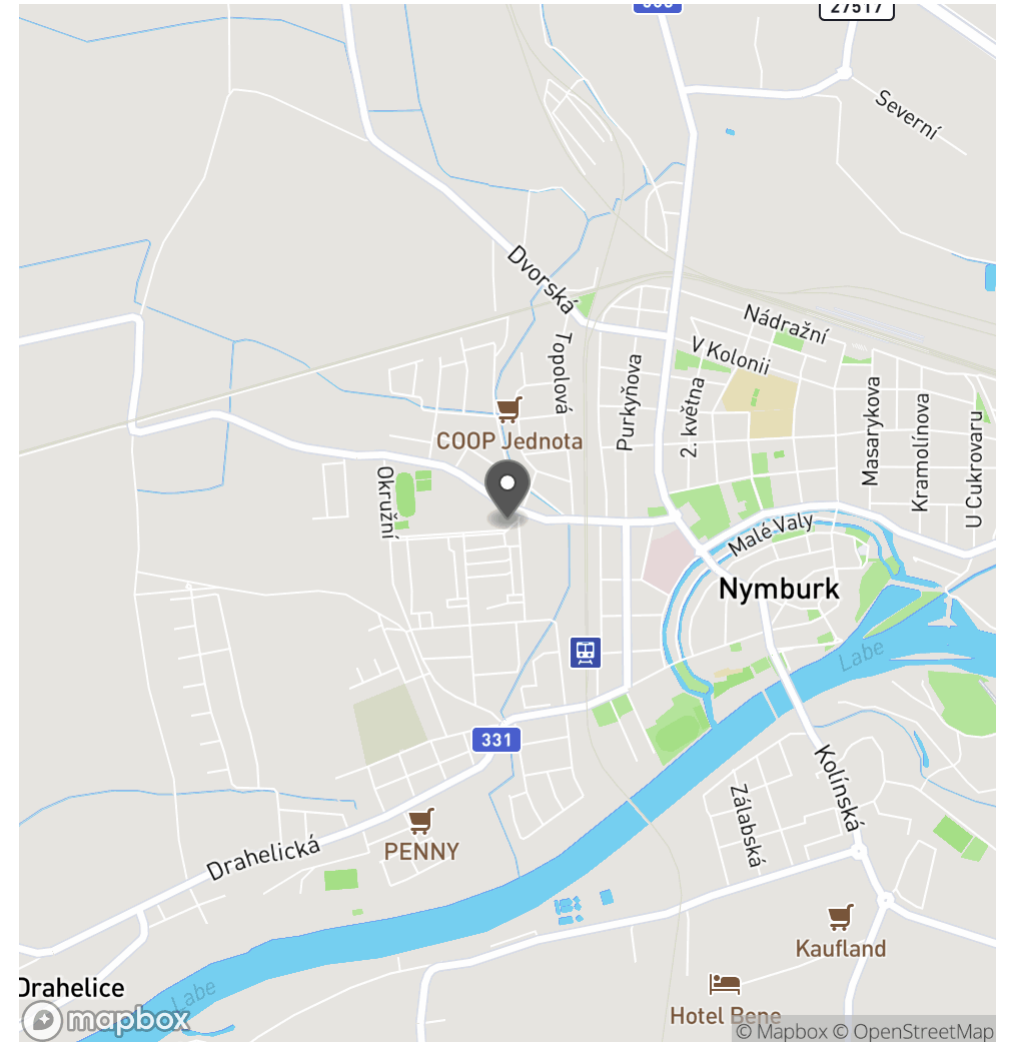 27517
Severní
Dvorská
Nádražní
V Kolonii
Topolová
Purkyňova
2. května
Masarykova
Kramolínova
U Cukrovaru
COOP Jednota
Okružní
Malé Valy
Nymburk
Labe
331
Kolínská
Zálabská
PENNY
Drahelická
Kaufland
Drahelice
Labe
Hotel Bene
mapbox
© Mapbox © OpenStreetMap